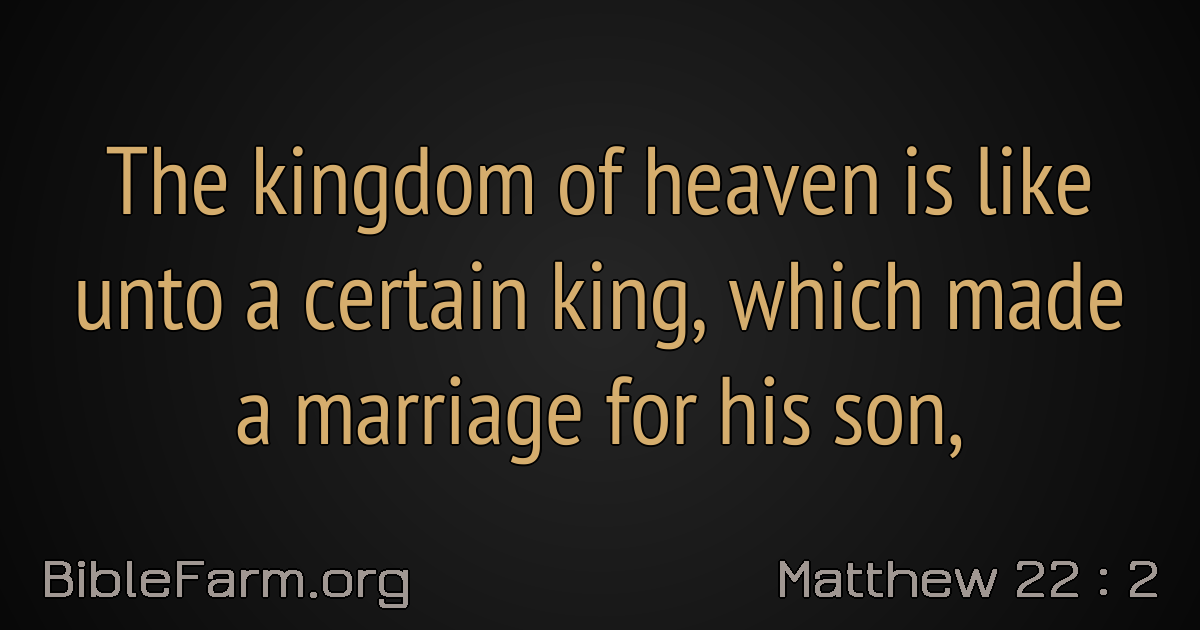 The kingdom of heaven is like
unto a certain king, which made
a marriage for his son,
BibleFarm.org
Matthew 22 : 2